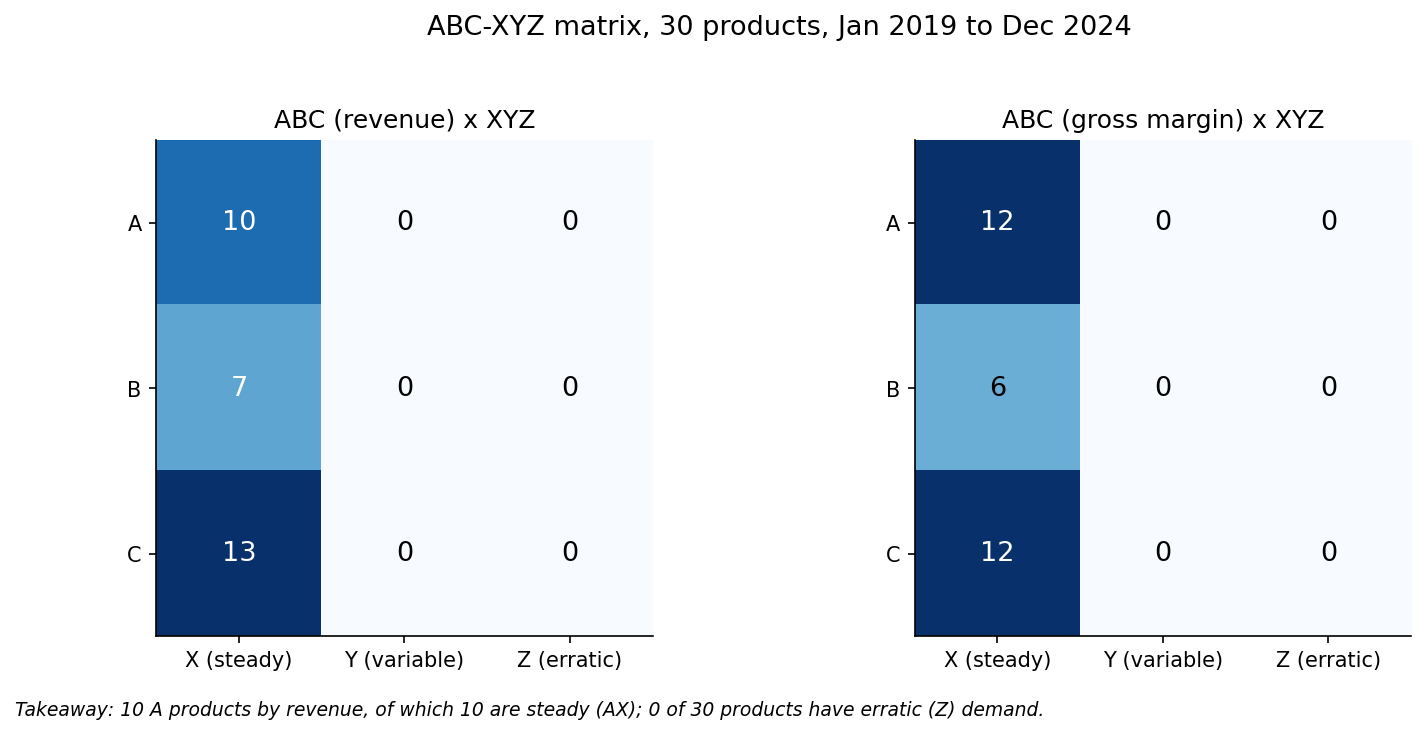 ABC-XYZ matrix, 30 products, Jan 2019 to Dec 2024
ABC (revenue) x XYZ
A
10
0
0
B
7
0
0
C
13
0
0
X (steady)
Y (variable)
Z (erratic)
ABC (gross margin) x XYZ
A
12
0
0
B
6
0
0
C
12
0
0
X (steady)
Y (variable)
Z (erratic)
Takeaway: 10 A products by revenue, of which 10 are steady (AX); 0 of 30 products have erratic (Z) demand.